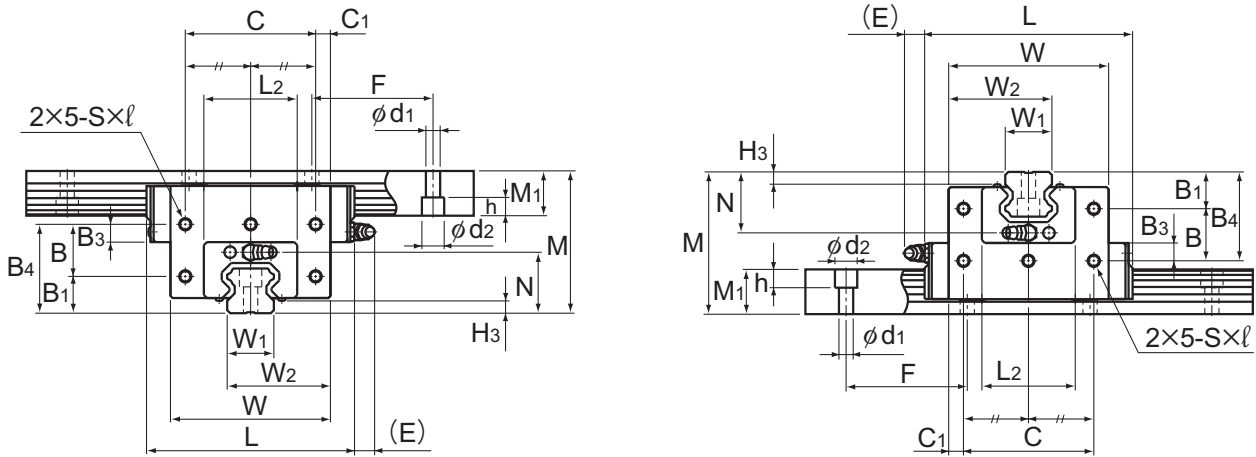 C
C1
L2
F
2×5-S×ℓ
φd1
M1
h
M
B3
B
B4
B1
φd2
N
H3
W1
W2
W
L
(E)
(E)
L
W
W2
W1
H3
N
M
B1
B3
B
B4
φd2
h
M1
φd1
2×5-S×ℓ
F
L2
C1
C